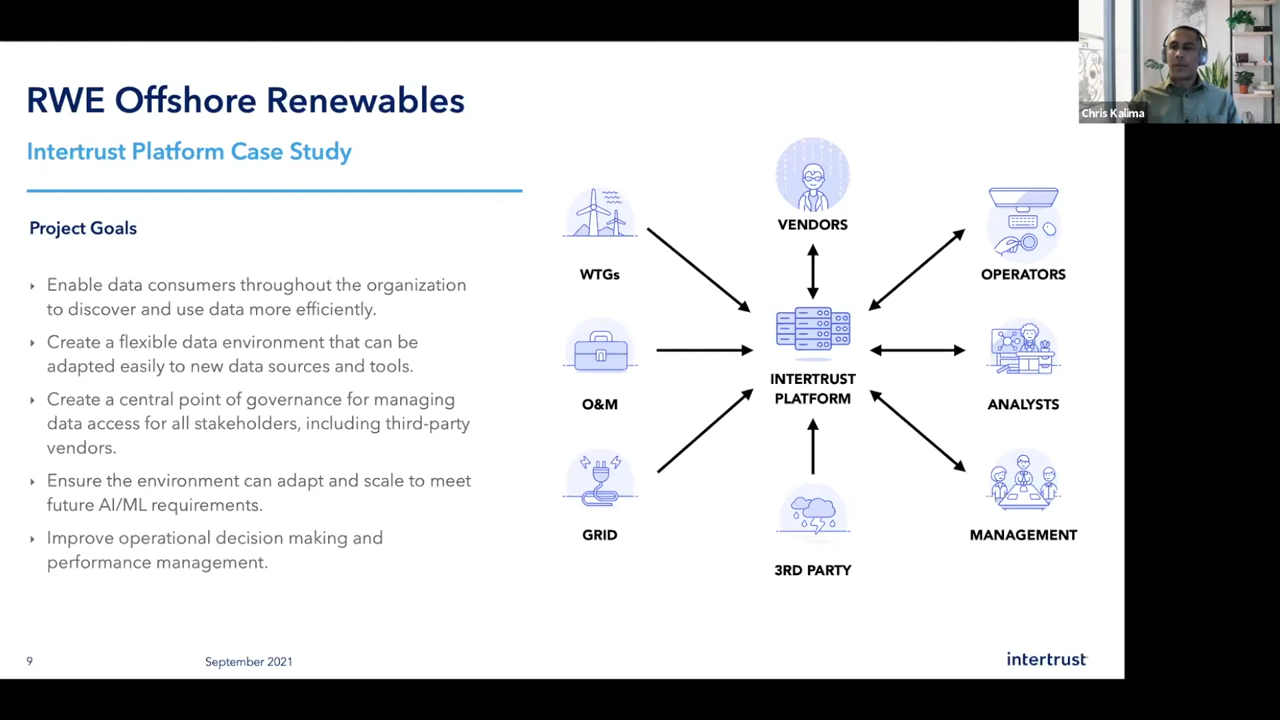 RWE Offshore Renewables
Intertrust Platform Case Study
Project Goals
Enable data consumers throughout the organization
to discover and use data more efficiently.
Create a flexible data environment that can be
adapted easily to new data sources and tools.
Create a central point of governance for managing
data access for all stakeholders, including third-party
vendors.
Ensure the environment can adapt and scale to meet
future AI/ML requirements.
Improve operational decision making and
performance management.
WTGs
O&M
GRID
VENDORS
INTERTRUST
PLATFORM
3RD PARTY
OPERATORS
ANALYSTS
MANAGEMENT
9
September 2021
intertrust
Chris Kalima